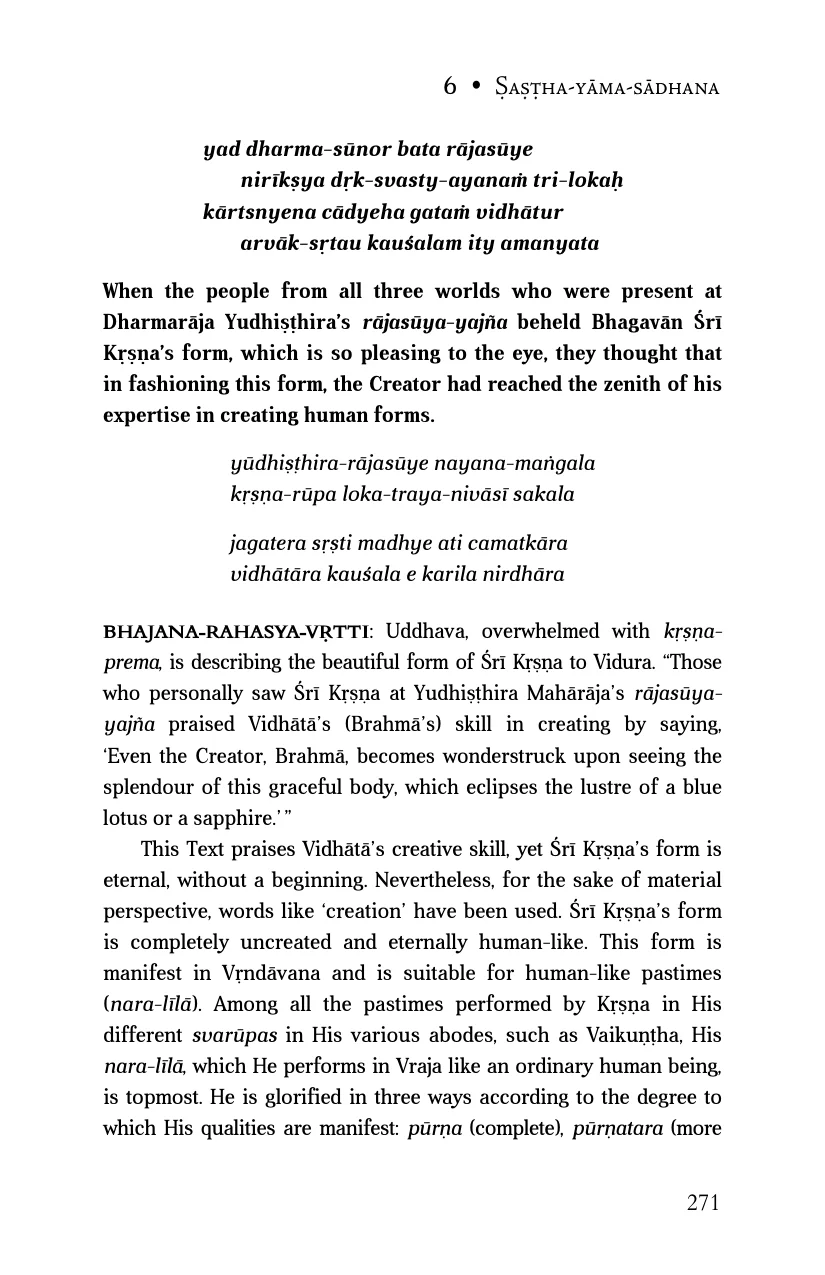 6 • Ṣaṣṭha-yāma-sādhana
yad dharma-sūnor bata rājasūye
nirīkṣya dṛk-svasty-ayanaṁ tri-lokaḥ
kārtsnyena cādyeha gataṁ vidhātur
arvāk-sṛtau kauśalam ity amanyata
When the people from all three worlds who were present at
Dharmarāja Yudhiṣṭhira’s rājasūya-yajña beheld Bhagavān Śrī
Kṛṣṇa’s form, which is so pleasing to the eye, they thought that
in fashioning this form, the Creator had reached the zenith of his
expertise in creating human forms.
yūdhiṣṭhira-rājasūye nayana-maṅgala
kṛṣṇa-rūpa loka-traya-nivāsī sakala
jagatera sṛṣti madhye ati camatkāra
vidhātāra kauśala e karila nirdhāra
BHAJANA-RAHASYA-VṚTTI: Uddhava, overwhelmed with kṛṣṇa-
prema, is describing the beautiful form of Śrī Kṛṣṇa to Vidura. “Those
who personally saw Śrī Kṛṣṇa at Yudhiṣṭhira Mahārāja’s rājasūya-
yajña praised Vidhātā’s (Brahmā’s) skill in creating by saying,
‘Even the Creator, Brahmā, becomes wonderstruck upon seeing the
splendour of this graceful body, which eclipses the lustre of a blue
lotus or a sapphire.’ ”
This Text praises Vidhātā’s creative skill, yet Śrī Kṛṣṇa’s form is
eternal, without a beginning. Nevertheless, for the sake of material
perspective, words like ‘creation’ have been used. Śrī Kṛṣṇa’s form
is completely uncreated and eternally human-like. This form is
manifest in Vṛndāvana and is suitable for human-like pastimes
(nara-līlā). Among all the pastimes performed by Kṛṣṇa in His
different svarūpas in His various abodes, such as Vaikuṇṭha, His
nara-līlā, which He performs in Vraja like an ordinary human being,
is topmost. He is glorified in three ways according to the degree to
which His qualities are manifest: pūrṇa (complete), pūrṇatara (more
271